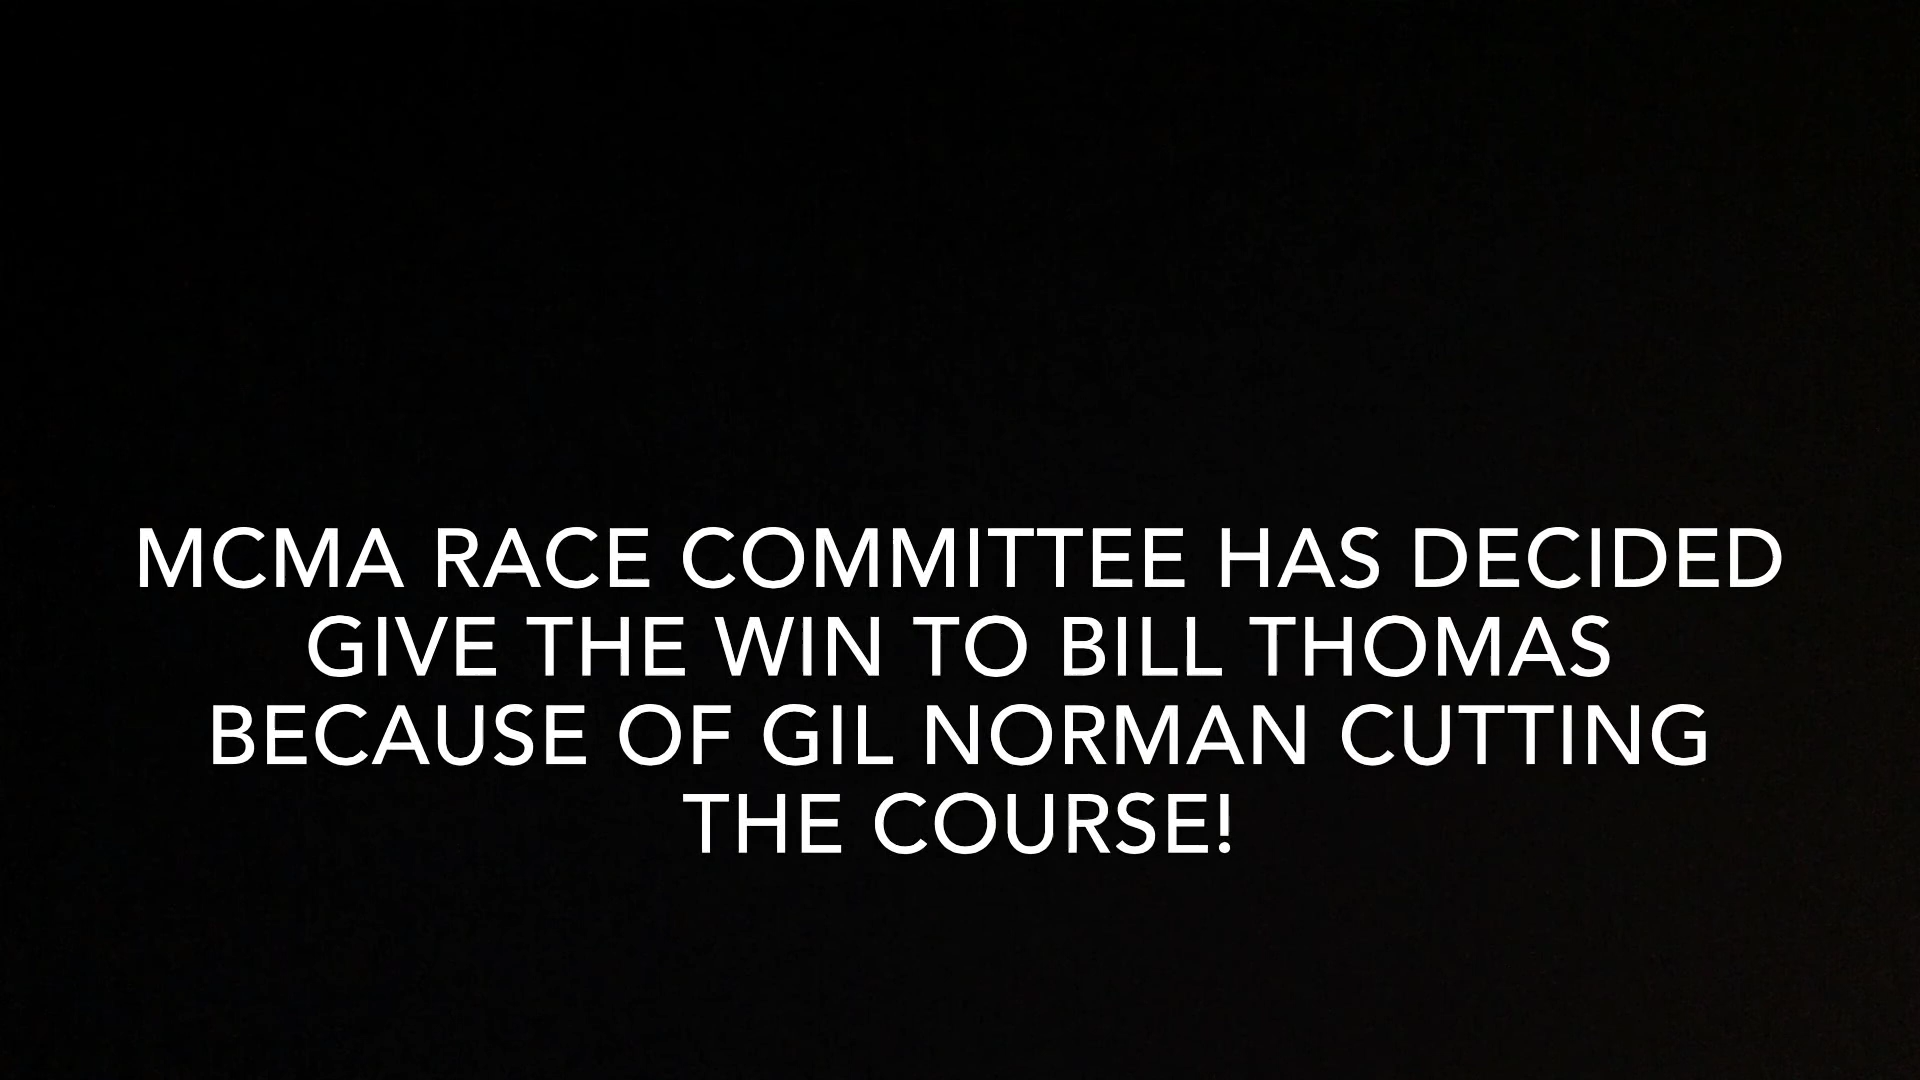 MCMA RACE COMMITTEE HAS DECIDED
GIVE THE WIN TO BILL THOMAS
BECAUSE OF GIL NORMAN CUTTING
THE COURSE!